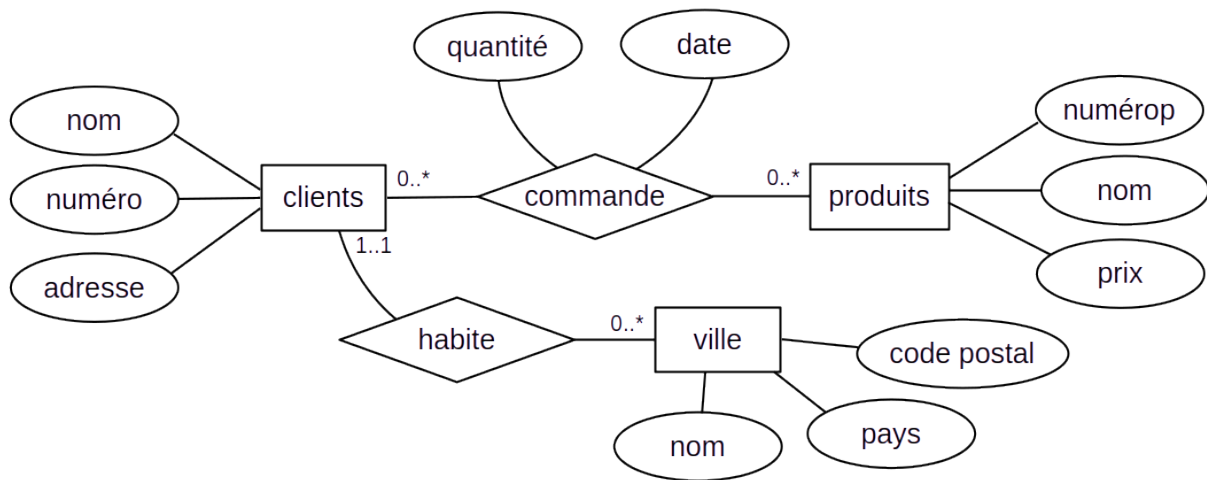 quantité
date
nom
numéro
adresse
clients
0..*
commande
0..*
produits
numérop
nom
prix
1..1
habite
0..*
ville
code postal
pays
nom